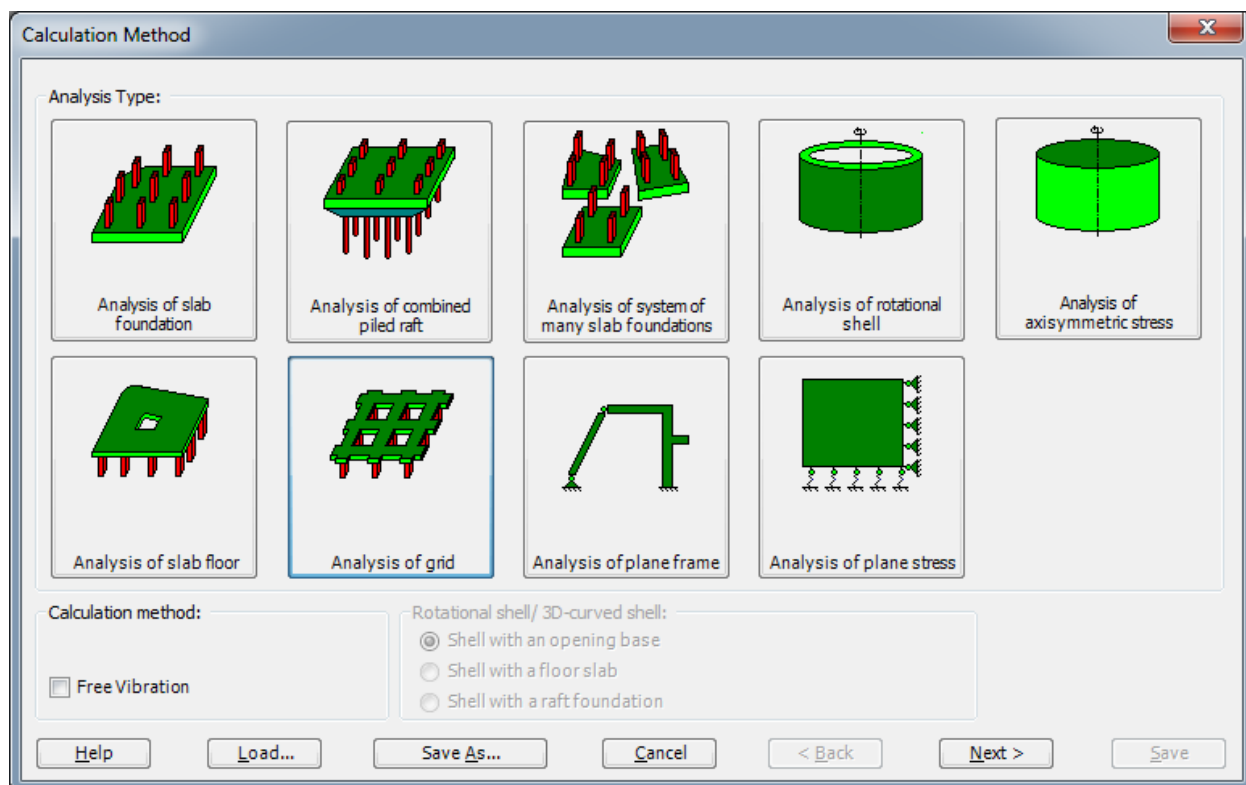 Calculation Method
X
Analysis Type:
Analysis of slab
foundation
Analysis of combined
piled raft
Analysis of system of
many slab foundations
Analysis of rotational
shell
Analysis of
axisymmetric stress
Analysis of slab floor
Analysis of grid
Analysis of plane frame
Analysis of plane stress
Calculation method:
Free Vibration
Rotational shell/ 3D-curved shell:
Shell with an opening base
Shell with a floor slab
Shell with a raft foundation
Help
Load...
Save As...
Cancel
< Back
Next >
Save